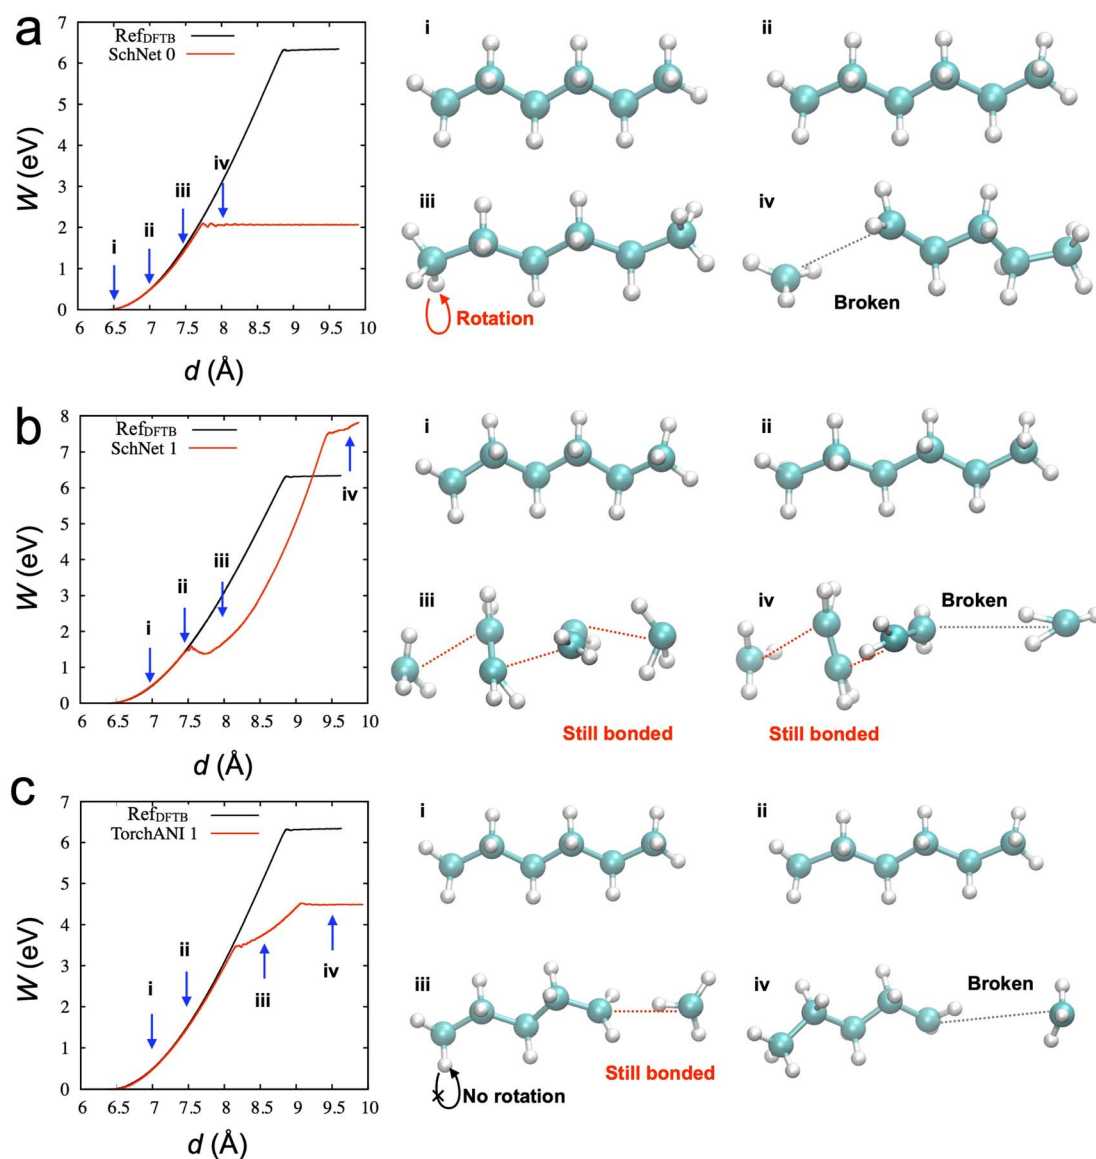 a
7
6
5
4
3
2
1
0
W (eV)
Ref_DFTB
SchNet 0
i
ii
iii
iv
6 6.5 7 7.5 8 8.5 9 9.5 10
d (Å)
i
ii
iii
iv
Rotation
Broken
b
8
7
6
5
4
3
2
1
0
W (eV)
Ref_DFTB
SchNet 1
i
ii
iii
iv
6 6.5 7 7.5 8 8.5 9 9.5 10
d (Å)
i
ii
iii
iv
Broken
Still bonded
Still bonded
c
7
6
5
4
3
2
1
0
W (eV)
Ref_DFTB
TorchANI 1
i
ii
iii
iv
6 6.5 7 7.5 8 8.5 9 9.5 10
d (Å)
i
ii
iii
iv
Broken
Still bonded
No rotation